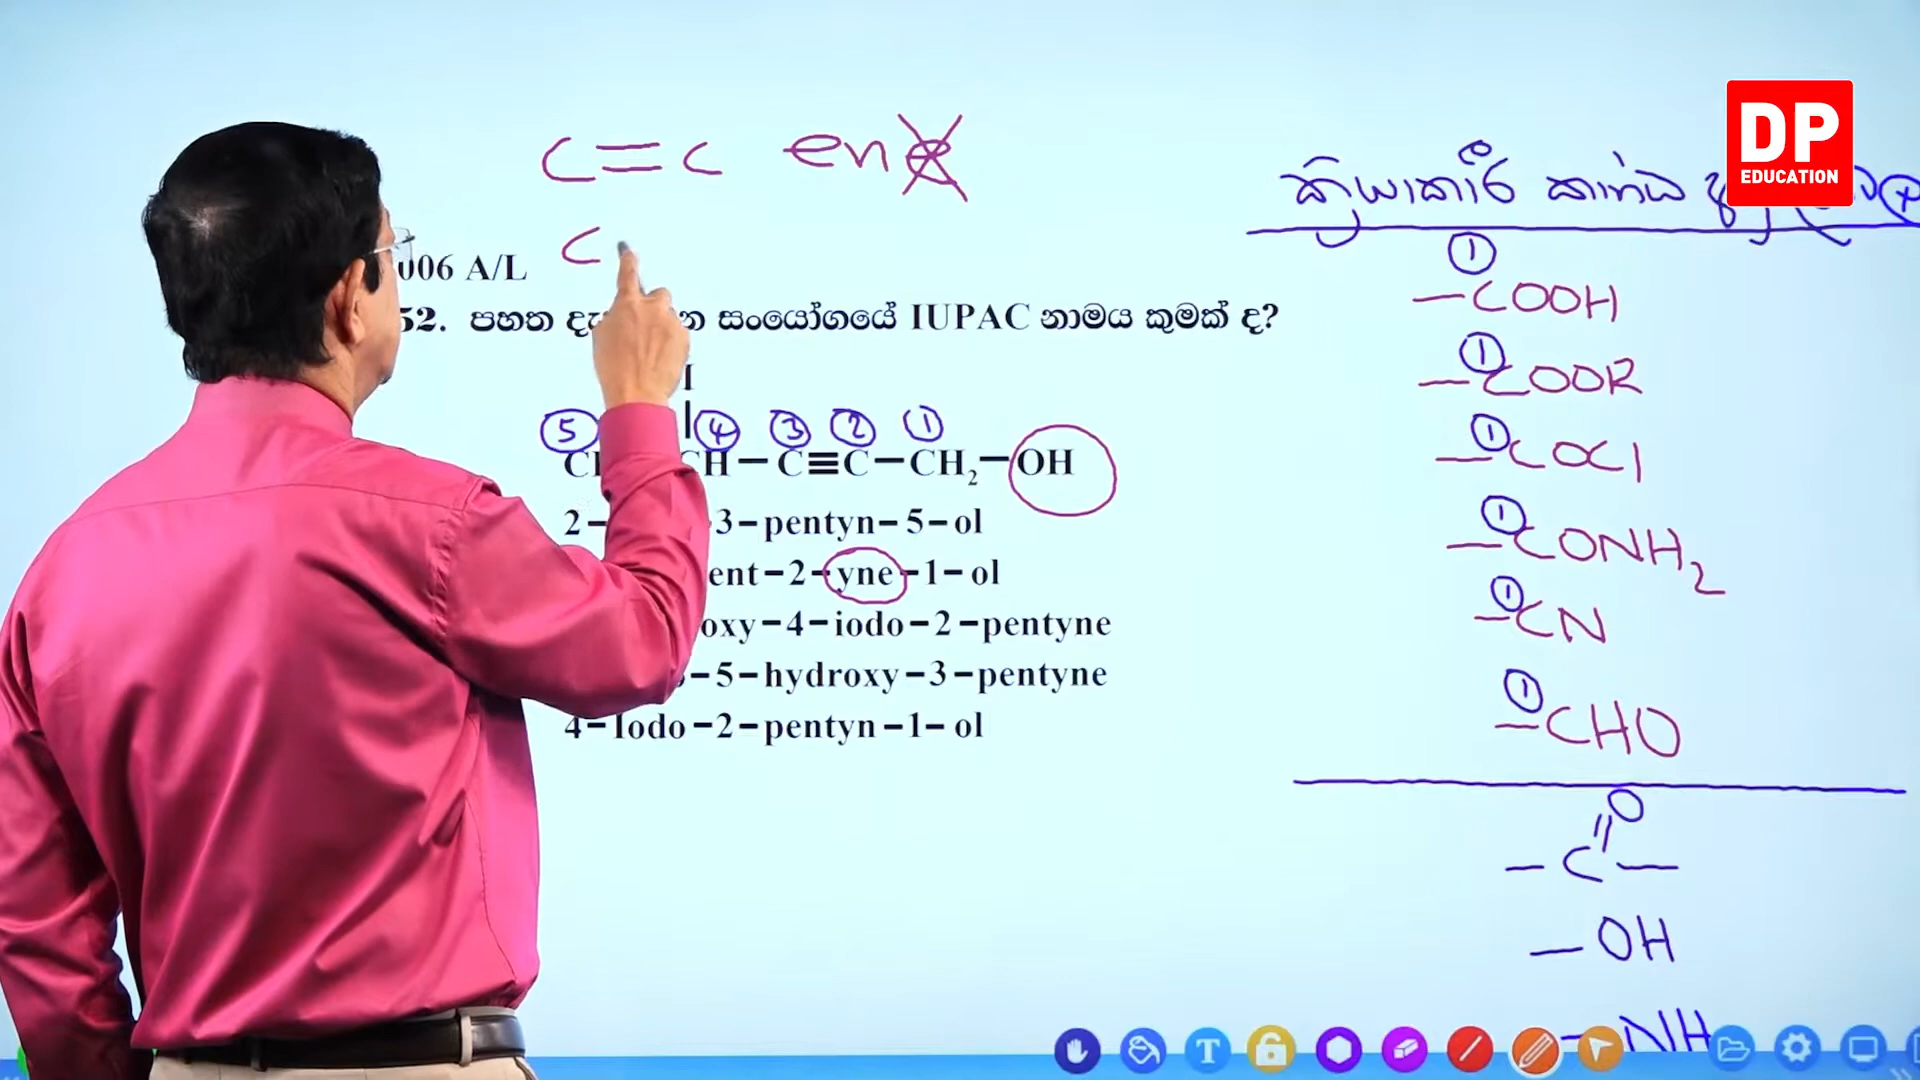 DP
EDUCATION
C=C ene
C
006 A/L
52. පහත සංයෝගයේ IUPAC නාමය කුමක් ද?
5 4 3 2 1
CH – C≡C – CH₂ – OH
2– 3 – pentyn – 5 – ol
ent – 2 – yne – 1 – ol
oxy – 4 – iodo – 2 – pentyne
– 5 – hydroxy – 3 – pentyne
4 – Iodo – 2 – pentyn – 1 – ol
ක්‍රියාකාරී කාණ්ඩ
1
–COOH
1
–COOR
1
–COCl
1
–CONH₂
1
–CN
1
–CHO
O
–C–
–OH
–NH
T